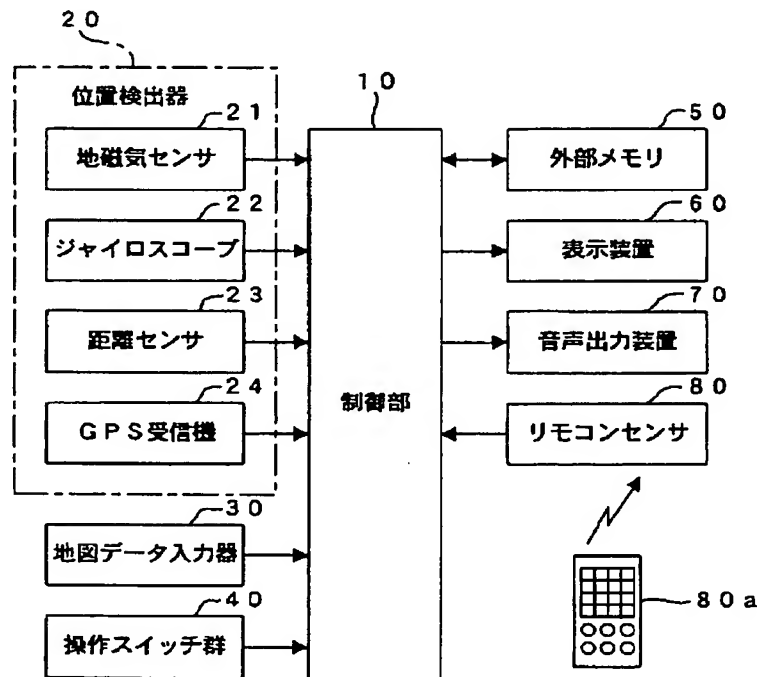 ２０
位置検出器
２１
地磁気センサ
２２
ジャイロスコープ
２３
距離センサ
２４
ＧＰＳ受信機
３０
地図データ入力器
４０
操作スイッチ群
１０
制御部
５０
外部メモリ
６０
表示装置
７０
音声出力装置
８０
リモコンセンサ
８０ａ